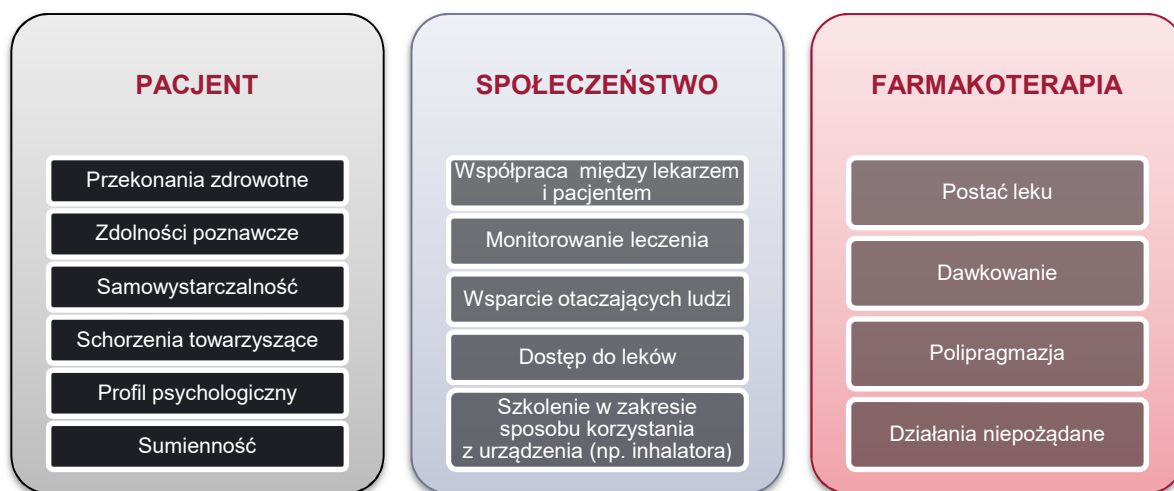 PACJENT
Przekonania zdrowotne
Zdolności poznawcze
Samowystarczalność
Schorzenia towarzyszące
Profil psychologiczny
Sumienność
SPOŁECZEŃSTWO
Współpraca między lekarzem
i pacjentem
Monitorowanie leczenia
Wsparcie otaczających ludzi
Dostęp do leków
Szkolenie w zakresie
sposobu korzystania
z urządzenia (np. inhalatora)
FARMAKOTERAPIA
Postać leku
Dawkowanie
Polipragmazja
Działania niepożądane